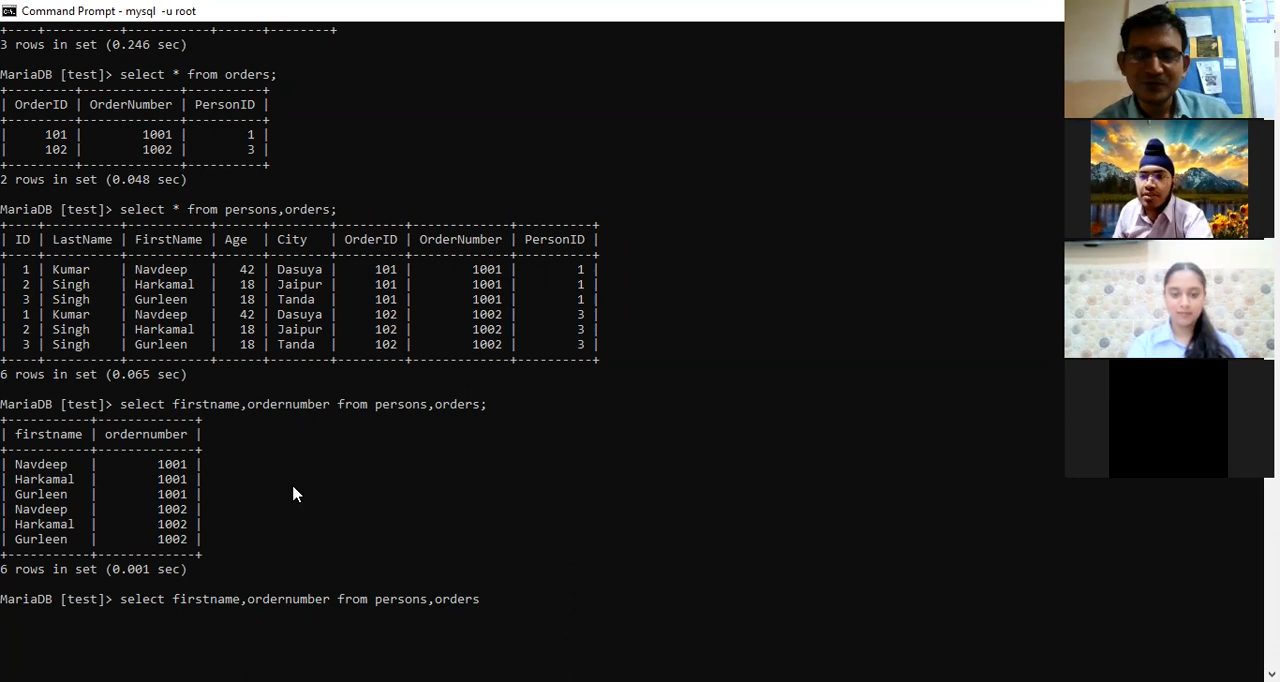 Command Prompt - mysql -u root
+----+----------+-----------+------+--------+
3 rows in set (0.246 sec)
MariaDB [test]> select * from orders;
+---------+-------------+----------+
| OrderID | OrderNumber | PersonID |
+---------+-------------+----------+
|     101 |        1001 |        1 |
|     102 |        1002 |        3 |
+---------+-------------+----------+
2 rows in set (0.048 sec)
MariaDB [test]> select * from persons,orders;
+----+----------+-----------+------+--------+---------+-------------+----------+
| ID | LastName | FirstName | Age  | City   | OrderID | OrderNumber | PersonID |
+----+----------+-----------+------+--------+---------+-------------+----------+
|  1 | Kumar    | Navdeep   |   42 | Dasuya |     101 |        1001 |        1 |
|  2 | Singh    | Harkamal  |   18 | Jaipur |     101 |        1001 |        1 |
|  3 | Singh    | Gurleen   |   18 | Tanda  |     101 |        1001 |        1 |
|  1 | Kumar    | Navdeep   |   42 | Dasuya |     102 |        1002 |        3 |
|  2 | Singh    | Harkamal  |   18 | Jaipur |     102 |        1002 |        3 |
|  3 | Singh    | Gurleen   |   18 | Tanda  |     102 |        1002 |        3 |
+----+----------+-----------+------+--------+---------+-------------+----------+
6 rows in set (0.065 sec)
MariaDB [test]> select firstname,ordernumber from persons,orders;
+-----------+-------------+
| firstname | ordernumber |
+-----------+-------------+
| Navdeep   |        1001 |
| Harkamal  |        1001 |
| Gurleen   |        1001 |
| Navdeep   |        1002 |
| Harkamal  |        1002 |
| Gurleen   |        1002 |
+-----------+-------------+
6 rows in set (0.001 sec)
MariaDB [test]> select firstname,ordernumber from persons,orders